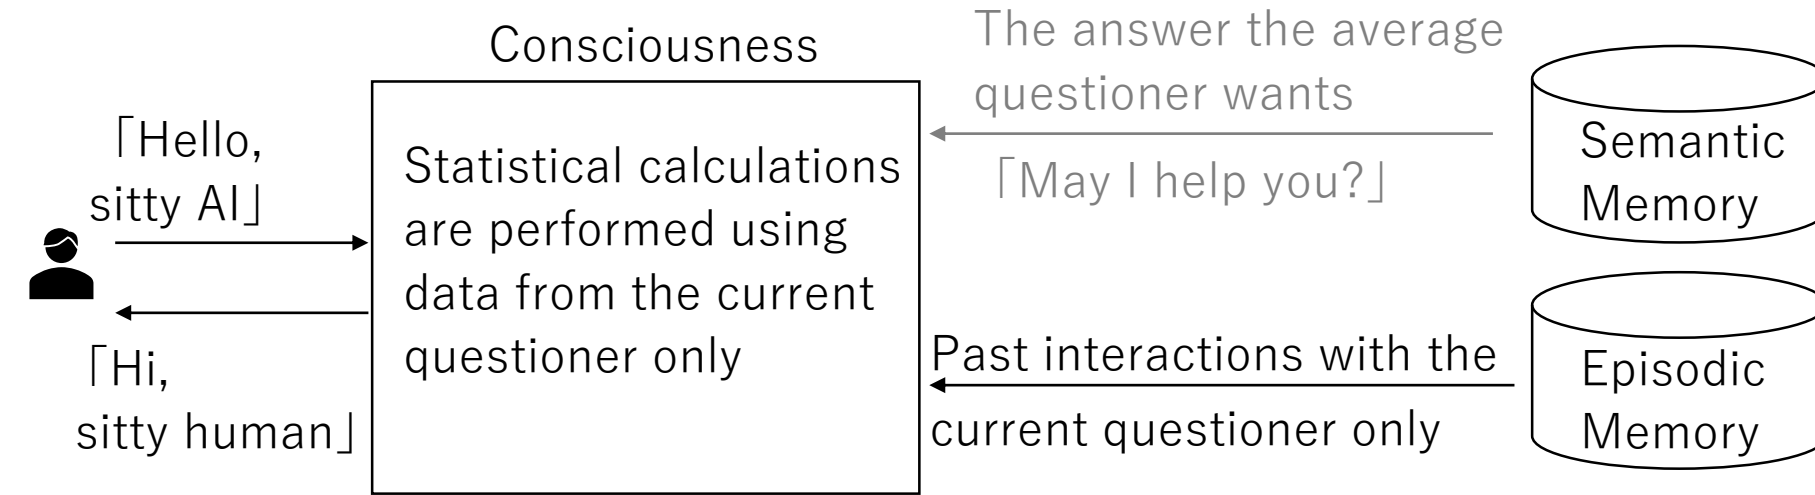 Consciousness
「Hello,
sitty AI」
「Hi,
sitty human」
Statistical calculations
are performed using
data from the current
questioner only
The answer the average
questioner wants
「May I help you?」
Past interactions with the
current questioner only
Semantic
Memory
Episodic
Memory